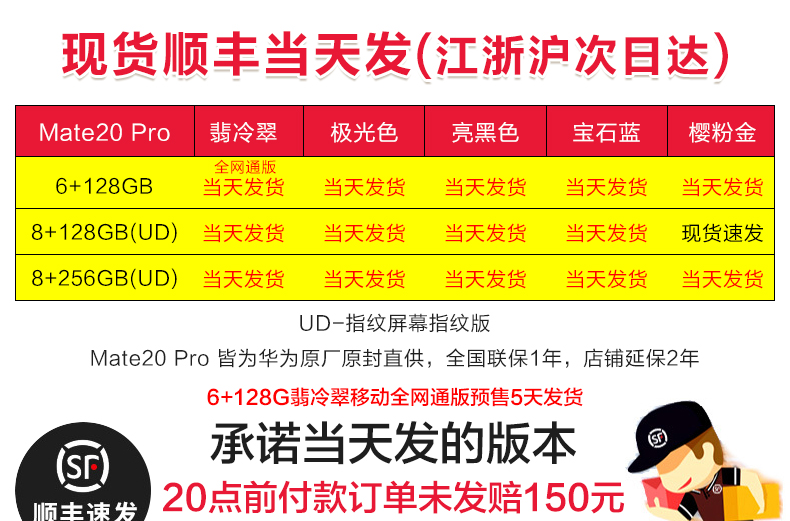 现货顺丰当天发(江浙沪次日达)
Mate20 Pro 翡冷翠 极光色 亮黑色 宝石蓝 樱粉金
全网通版
6+128GB 当天发货 当天发货 当天发货 当天发货 当天发货
8+128GB(UD) 当天发货 当天发货 当天发货 当天发货 现货速发
8+256GB(UD) 当天发货 当天发货 当天发货 当天发货 当天发货
UD-指纹屏幕指纹版
Mate20 Pro 皆为华为原厂原封直供，全国联保1年，店铺延保2年
6+128G翡冷翠移动全网通版预售5天发货
承诺当天发的版本
SF
SF
20点前付款订单未发赔150元
顺丰速发